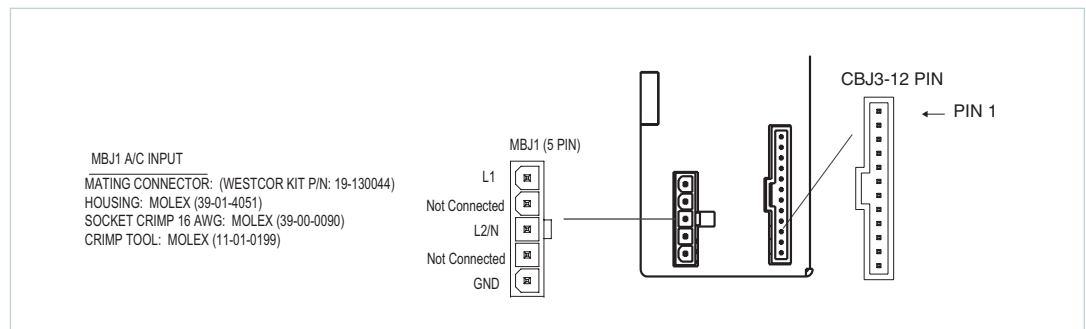 MBJ1 A/C INPUT
MATING CONNECTOR: (WESTCOR KIT P/N: 19-130044)
HOUSING: MOLEX (39-01-4051)
SOCKET CRIMP 16 AWG: MOLEX (39-00-0090)
CRIMP TOOL: MOLEX (11-01-0199)
MBJ1 (5 PIN)
L1
Not Connected
L2/N
Not Connected
GND
CBJ3-12 PIN
← PIN 1